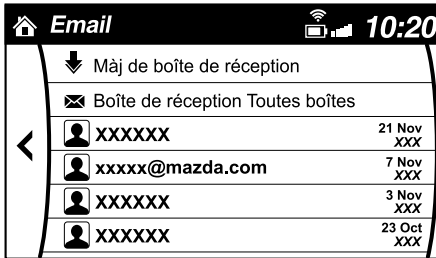 Email 10:20
Màj de boîte de réception
Boîte de réception Toutes boîtes
XXXXXX 21 Nov
XXX
xxxxx@mazda.com 7 Nov
XXX
XXXXXX 3 Nov
XXX
XXXXXX 23 Oct
XXX